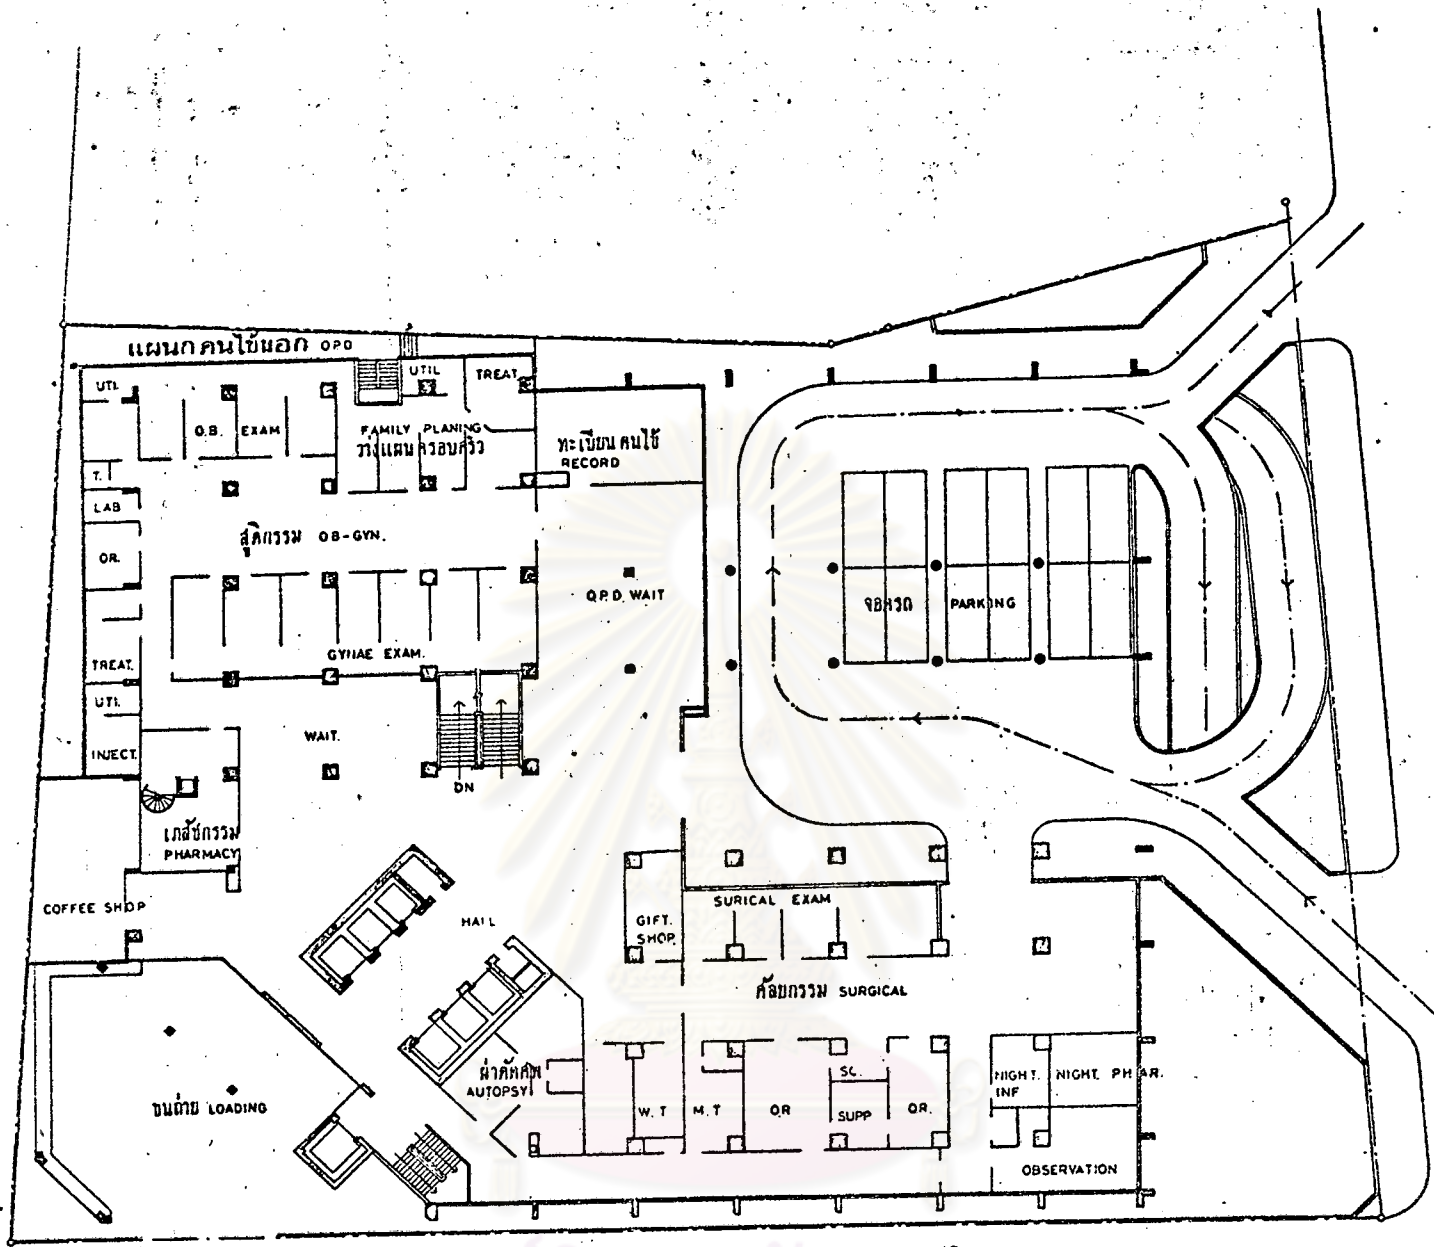 แผนกคนไข้นอก OPD
UTI.
UTIL
TREAT.
O.B. EXAM
FAMILY PLANING
วางแผนครอบครัว
ทะเบียนคนไข้
RECORD
T.
LAB
สูติกรรม OB-GYN.
OR.
O.P.D. WAIT
จอดรถ PARKING
GYNAE EXAM.
TREAT.
UTI.
WAIT.
INJECT.
DN
เภสัชกรรม
PHARMACY
COFFEE SHOP
HALL
GIFT.
SHOP
SURICAL EXAM
ศัลยกรรม SURGICAL
ผ่าตัดศพ
AUTOPSY
ขนถ่าย LOADING
W.T
M.T
OR
SC.
SUPP
OR.
NIGHT.
INF
NIGHT. PHAR.
OBSERVATION